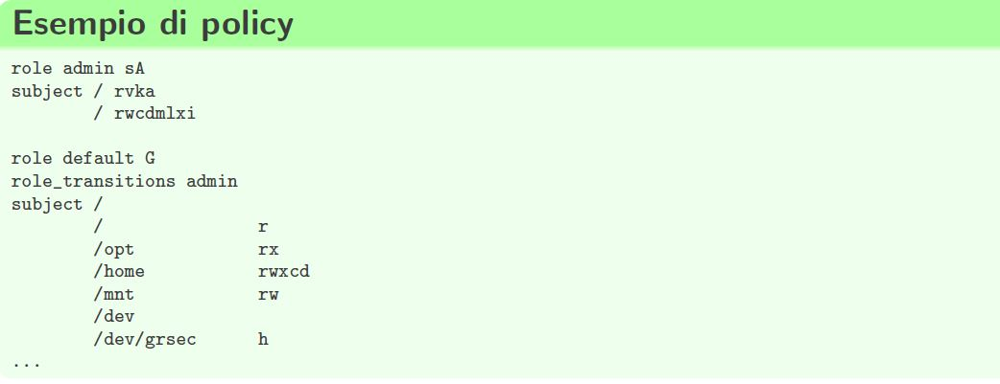 Esempio di policy
role admin sA
subject / rvka
        / rwcdmlxi

role default G
role_transitions admin
subject /
        /               r
        /opt            rx
        /home           rwxcd
        /mnt            rw
        /dev
        /dev/grsec      h
...